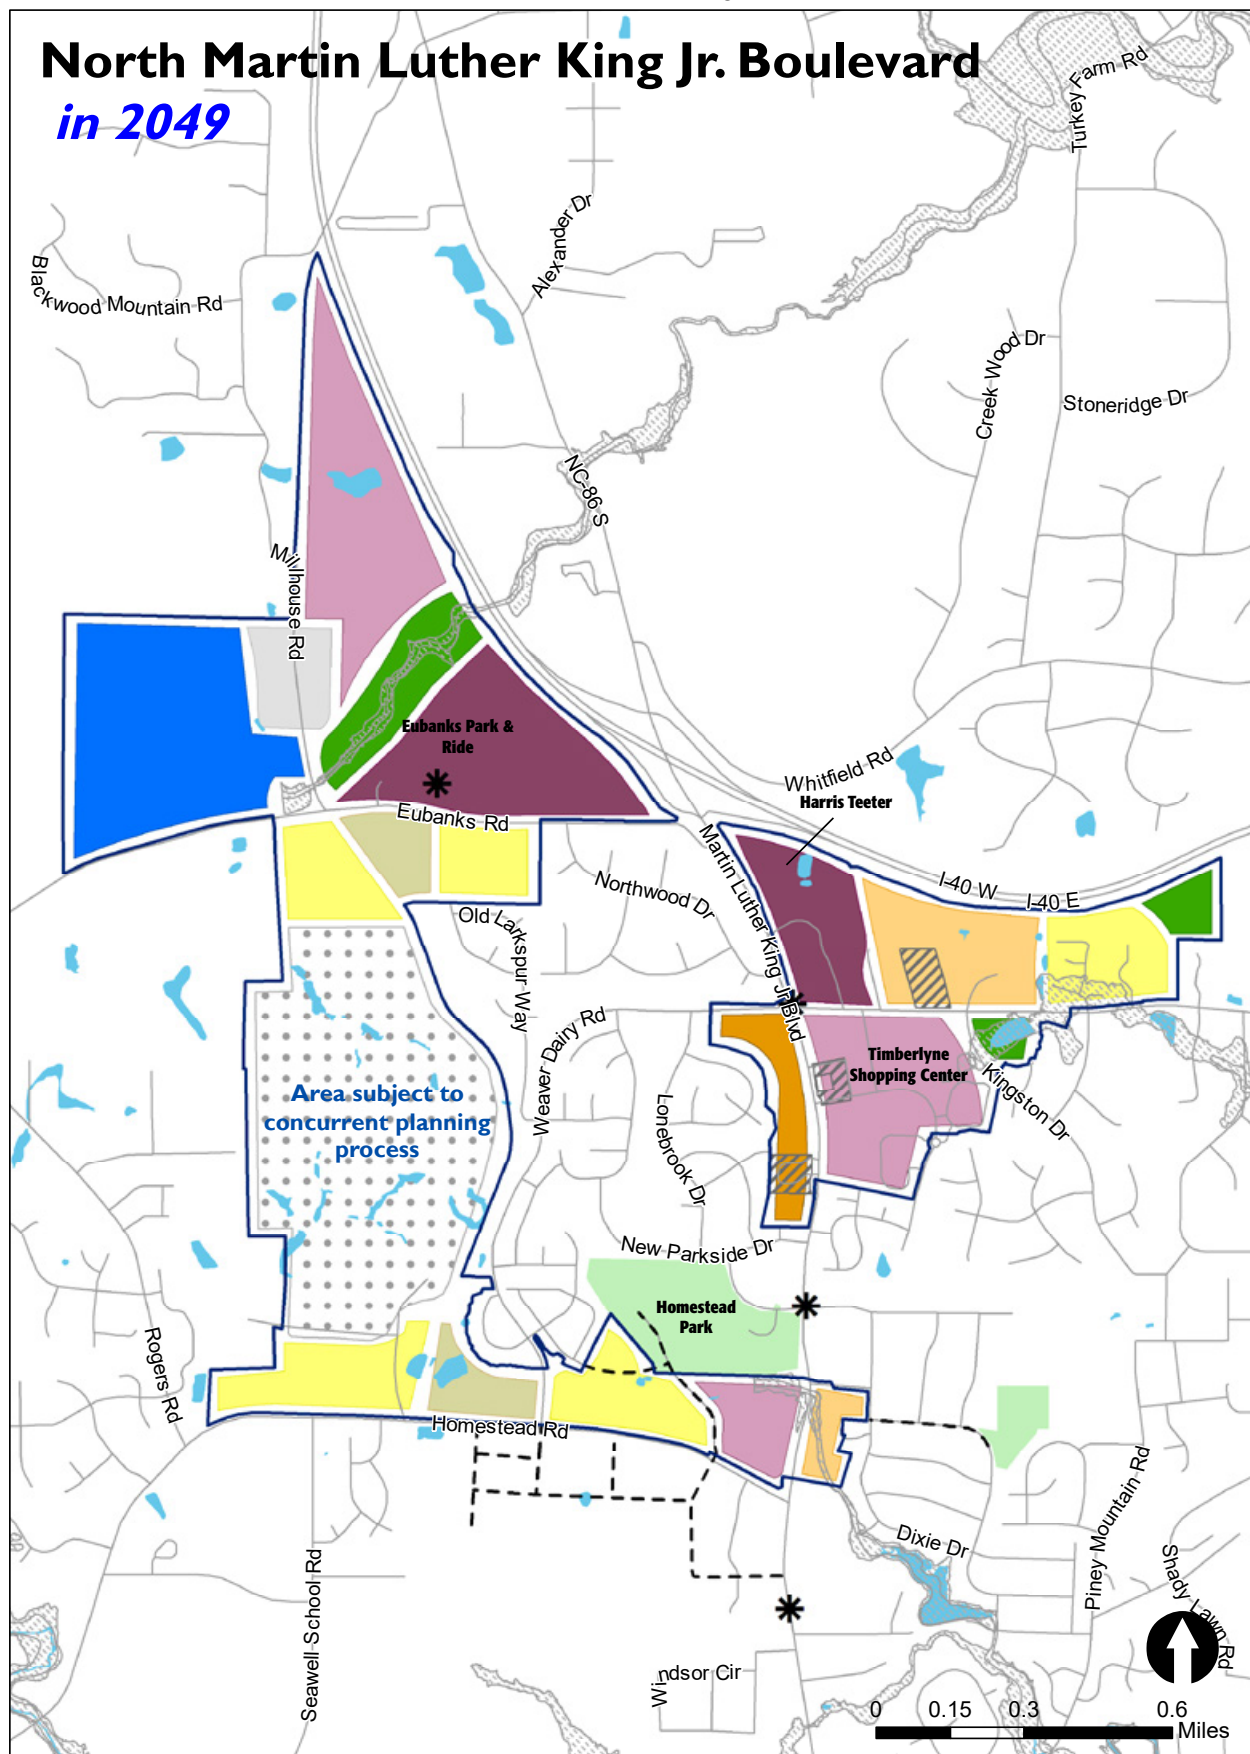 North Martin Luther King Jr. Boulevard
in 2049
Turkey Farm Rd
Alexander Dr
Blackwood Mountain Rd
Creek Wood Dr
Stoneridge Dr
NC-86 S
Millhouse Rd
Eubanks Park &
Ride
Whitfield Rd
Harris Teeter
Eubanks Rd
Martin Luther King Jr Blvd
I-40 W
I-40 E
Northwood Dr
Old Larkspur Way
Weaver Dairy Rd
Timberlyne
Shopping Center
Kingston Dr
Area subject to
concurrent planning
process
Lonebrook Dr
New Parkside Dr
Homestead
Park
Rogers Rd
Homestead Rd
Piney Mountain Rd
Dixie Dr
Shady Lawn Rd
Seawell School Rd
Windsor Cir
0 0.15 0.3 0.6
Miles